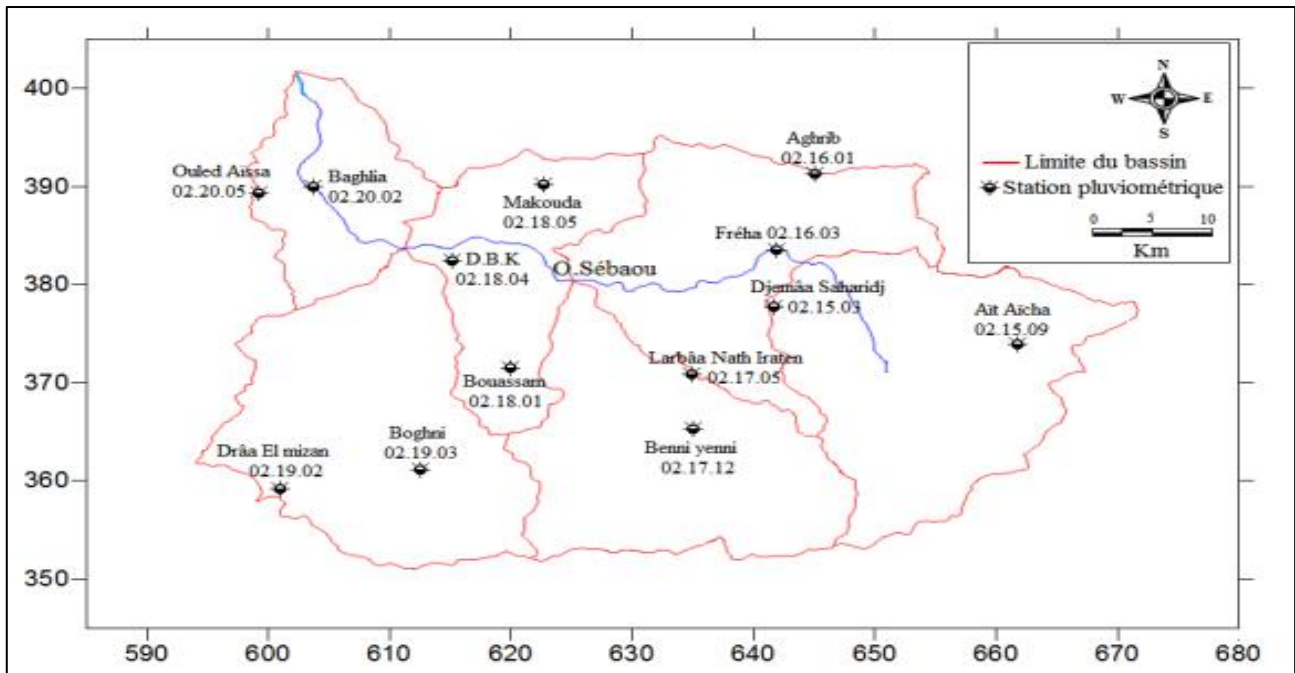 400
390
380
370
360
350
590
600
610
620
630
640
650
660
670
680
N
W
E
S
Limite du bassin
Station pluviométrique
0
5
10
Km
Aghrib
02.16.01
Ouled Aïssa
02.20.05
Baghlia
02.20.02
Makouda
02.18.05
Fréha 02.16.03
D.B.K
02.18.04
O.Sébaou
Djemâa Saharidj
02.15.03
Aït Aïcha
02.15.09
Larbâa Nath Iraten
02.17.05
Bouassam
02.18.01
Boghni
02.19.03
Drâa El mizan
02.19.02
Benni yenni
02.17.12